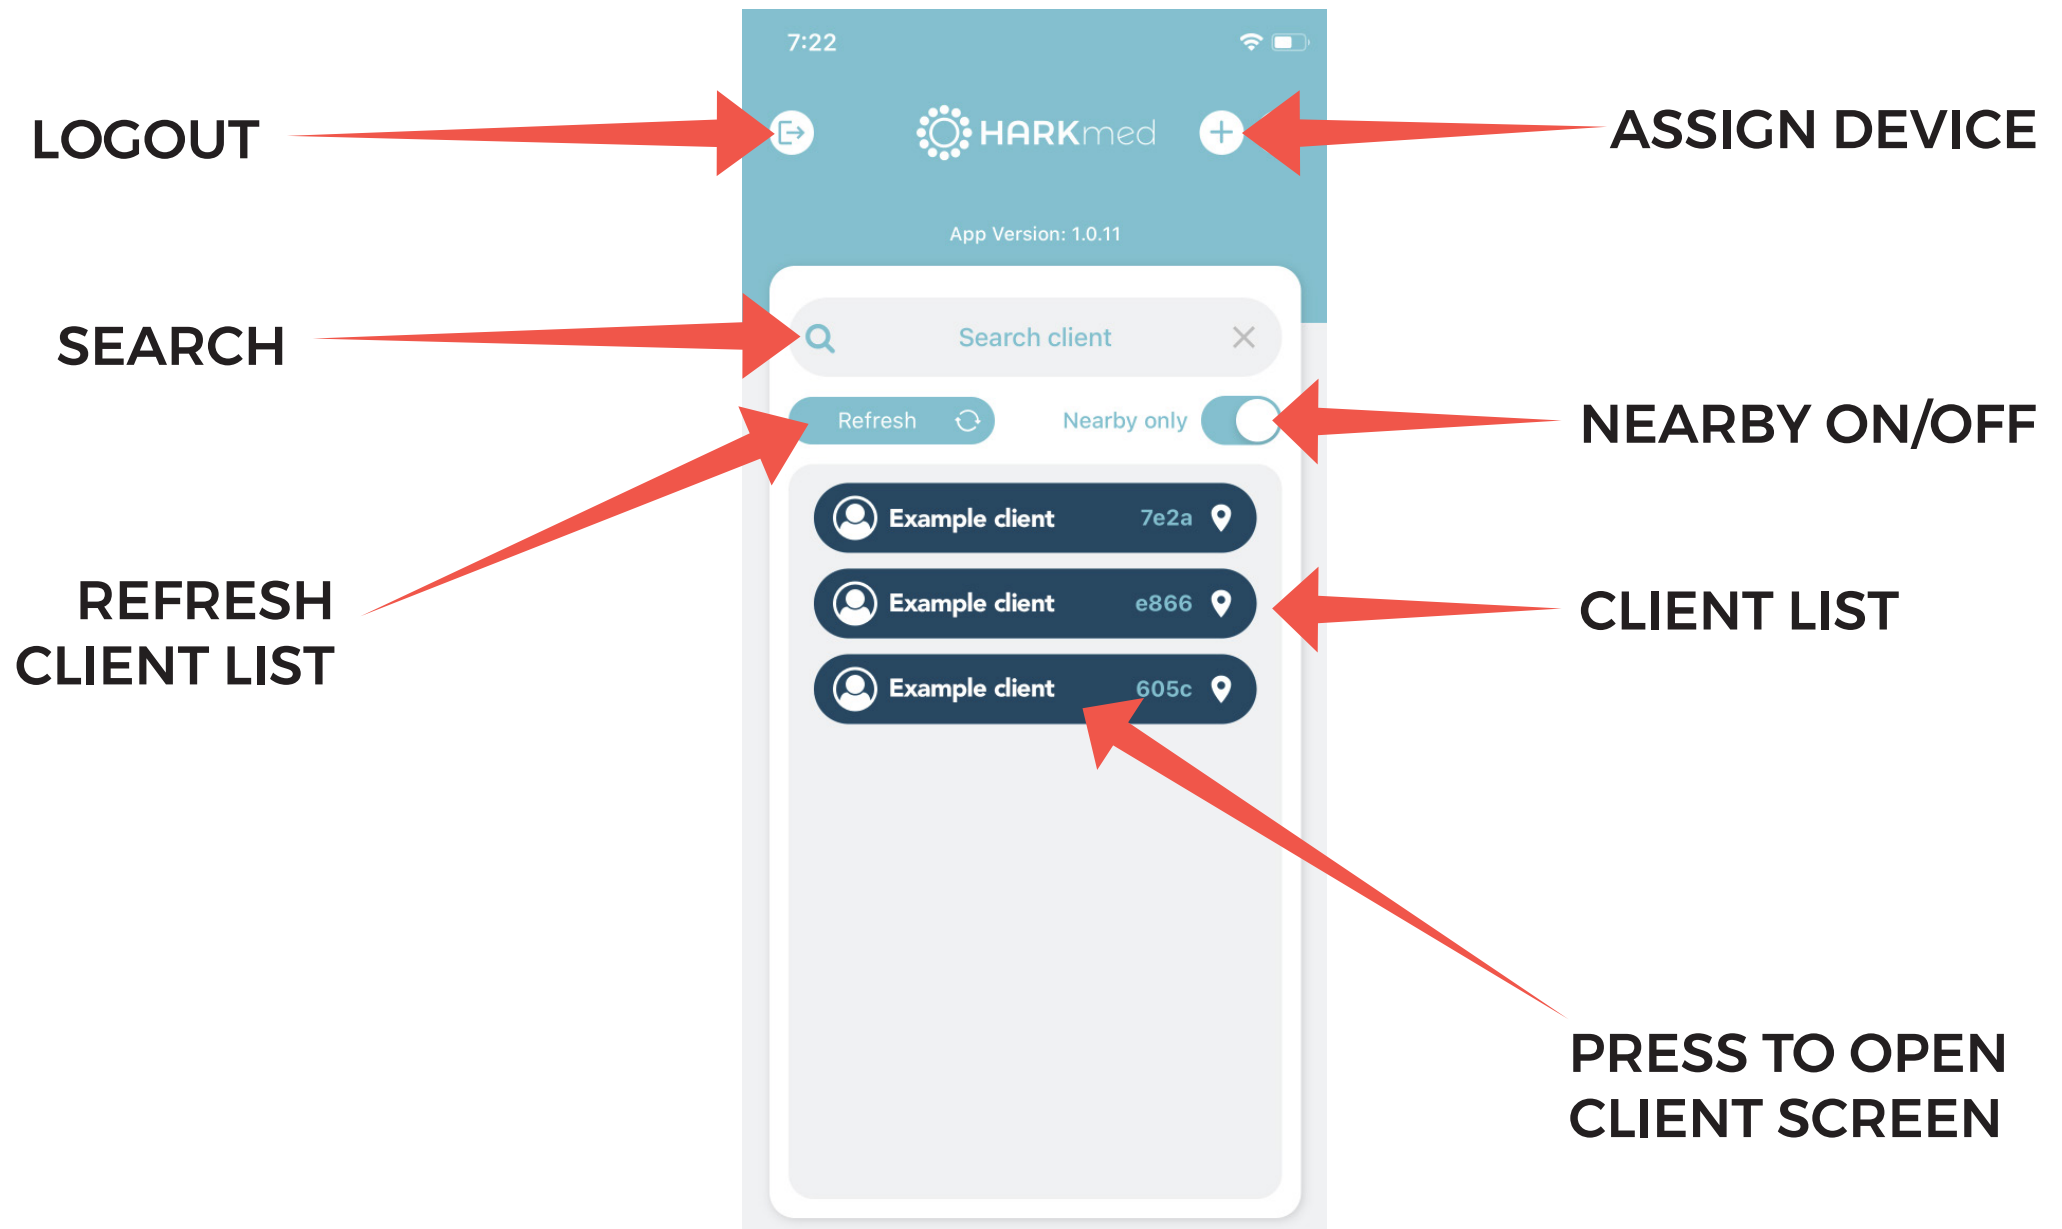 7:22
LOGOUT
HARKmed
ASSIGN DEVICE
App Version: 1.0.11
SEARCH
Search client
Refresh
Nearby only
NEARBY ON/OFF
Example client 7e2a
Example client e866
Example client 605c
REFRESH
CLIENT LIST
CLIENT LIST
PRESS TO OPEN
CLIENT SCREEN